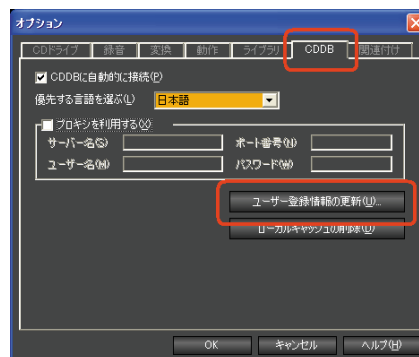 オプション
CDドライブ 録音 変換 動作 ライブラリ CDDB 関連付け
CDDBに自動的に接続(P)
優先する言語を選ぶ(L) 日本語
プロキシを利用する(X)
サーバー名(S) ポート番号(N)
ユーザー名(M) パスワード(W)
ユーザー登録情報の更新(U)...
ローカルキャッシュの削除(D)
OK キャンセル ヘルプ(H)